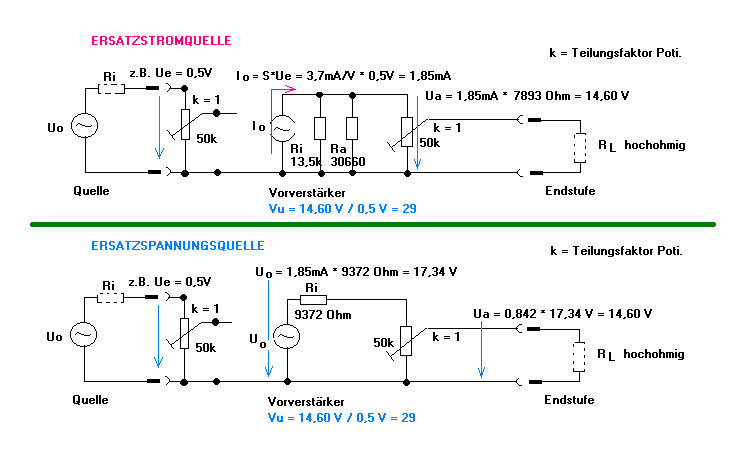 ERSATZSTROMQUELLE
k = Teilungsfaktor Poti.
Ri z.B. Ue = 0,5V Io = S*Ue = 3,7mA/V * 0,5V = 1,85mA
Ua = 1,85mA * 7893 Ohm = 14,60 V
k = 1
Uo Io k = 1
50k 50k
Ri Ra RL hochohmig
13,5k 30660
Quelle Vorverstärker Endstufe
Vu = 14,60 V / 0,5 V = 29
ERSATZSPANNUNGSQUELLE
k = Teilungsfaktor Poti.
Uo = 1,85mA * 9372 Ohm = 17,34 V
Ri z.B. Ue = 0,5V Ri
k = 1 9372 Ohm Ua = 0,842 * 17,34 V = 14,60 V
Uo Uo k = 1
50k 50k
RL hochohmig
Quelle Vorverstärker Endstufe
Vu = 14,60 V / 0,5 V = 29